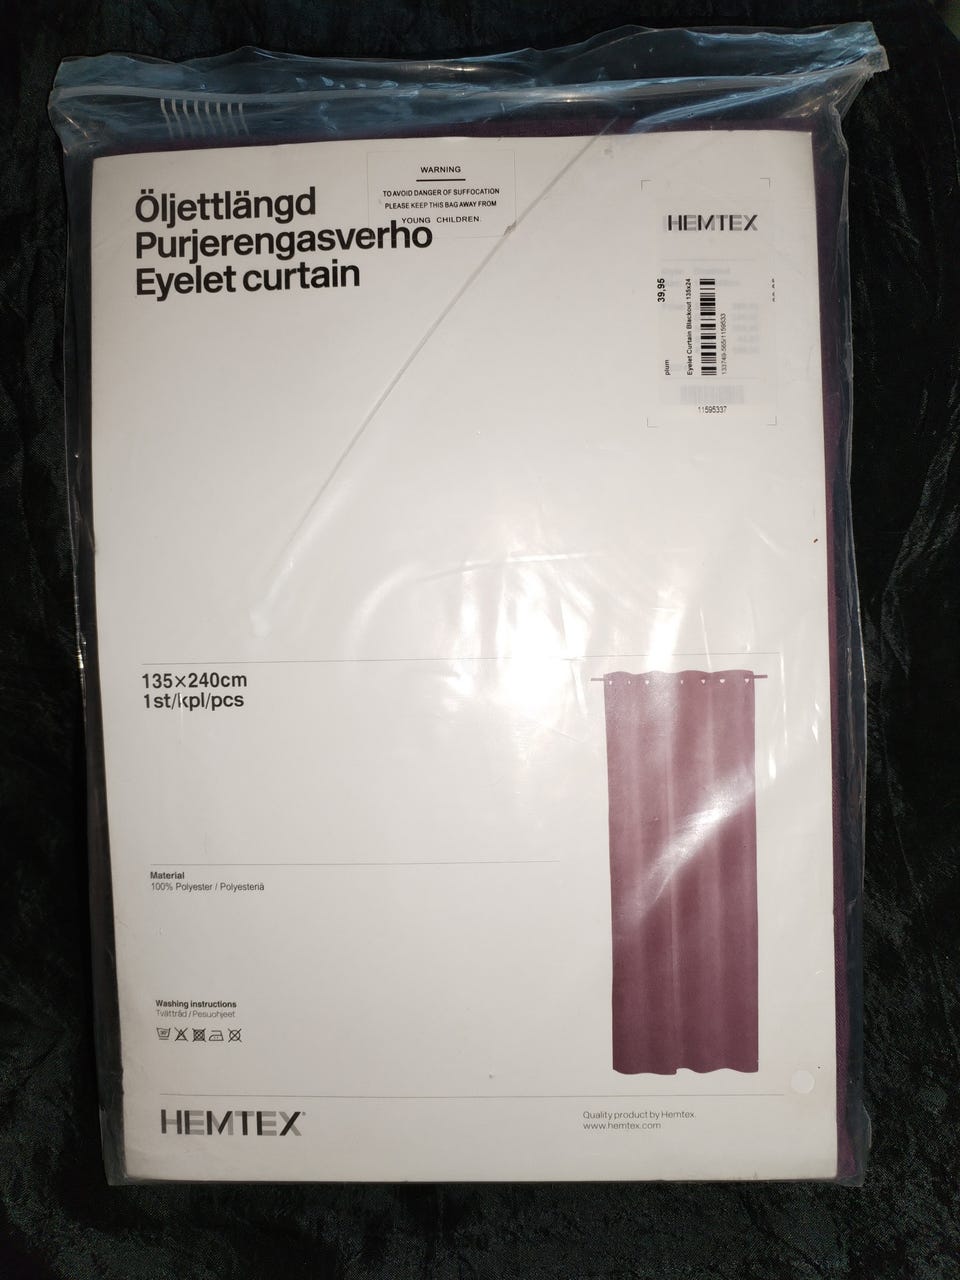 WARNING
TO AVOID DANGER OF SUFFOCATION
PLEASE KEEP THIS BAG AWAY FROM
YOUNG CHILDREN.
Öljettlängd
Purjerengasverho
Eyelet curtain
HEMTEX
39,95
plum
Eyelet Curtain Blackout 135x24
11595337
135×240cm
1st/kpl/pcs
Material
100% Polyester / Polyesteriä
Washing instructions
Tvättråd / Pesuohjeet
HEMTEX
Quality product by Hemtex.
www.hemtex.com